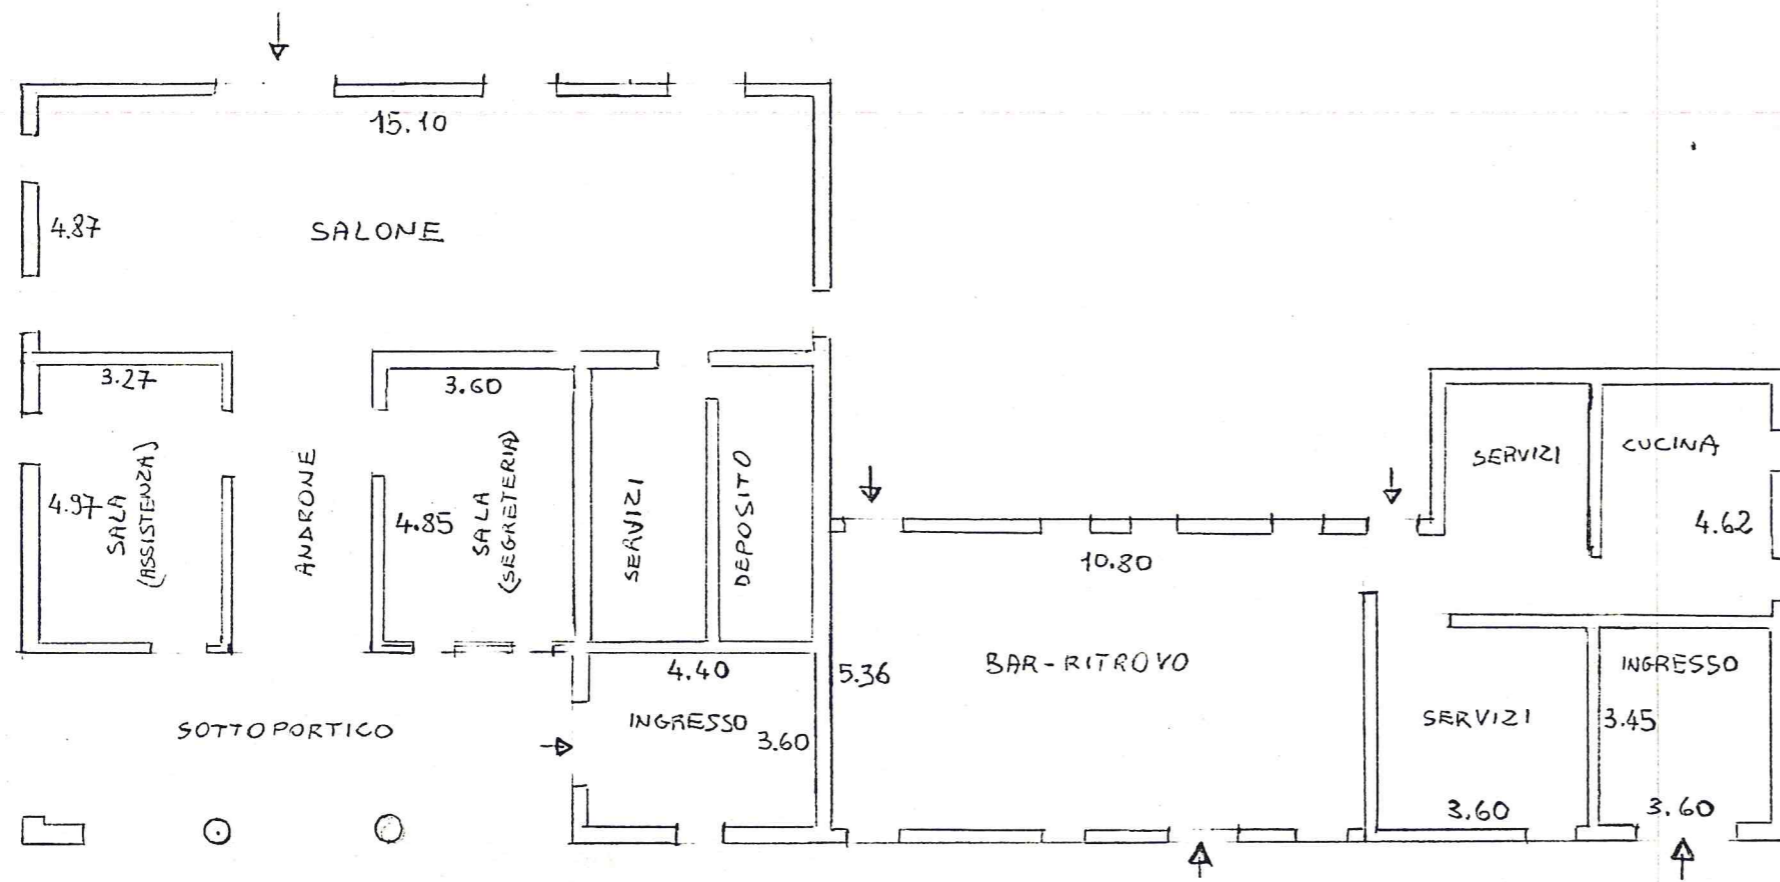 15.10
4.87
SALONE
3.27
3.60
4.97
SALA
(ASSISTENZA)
ANDRONE
4.85
SALA
(SEGRETERIA)
SERVIZI
DEPOSITO
10.80
SERVIZI
CUCINA
4.62
4.40
5.36
BAR-RITROVO
INGRESSO
SOTTOPORTICO
INGRESSO
3.60
SERVIZI
3.45
3.60
3.60